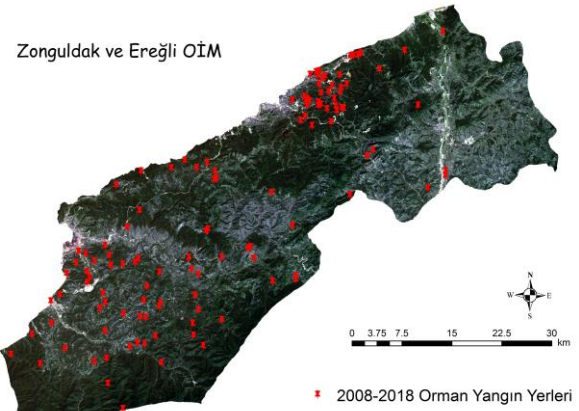 Zonguldak ve Ereğli OİM
N
W E
S
0 3.75 7.5 15 22.5 30
km
2008-2018 Orman Yangın Yerleri